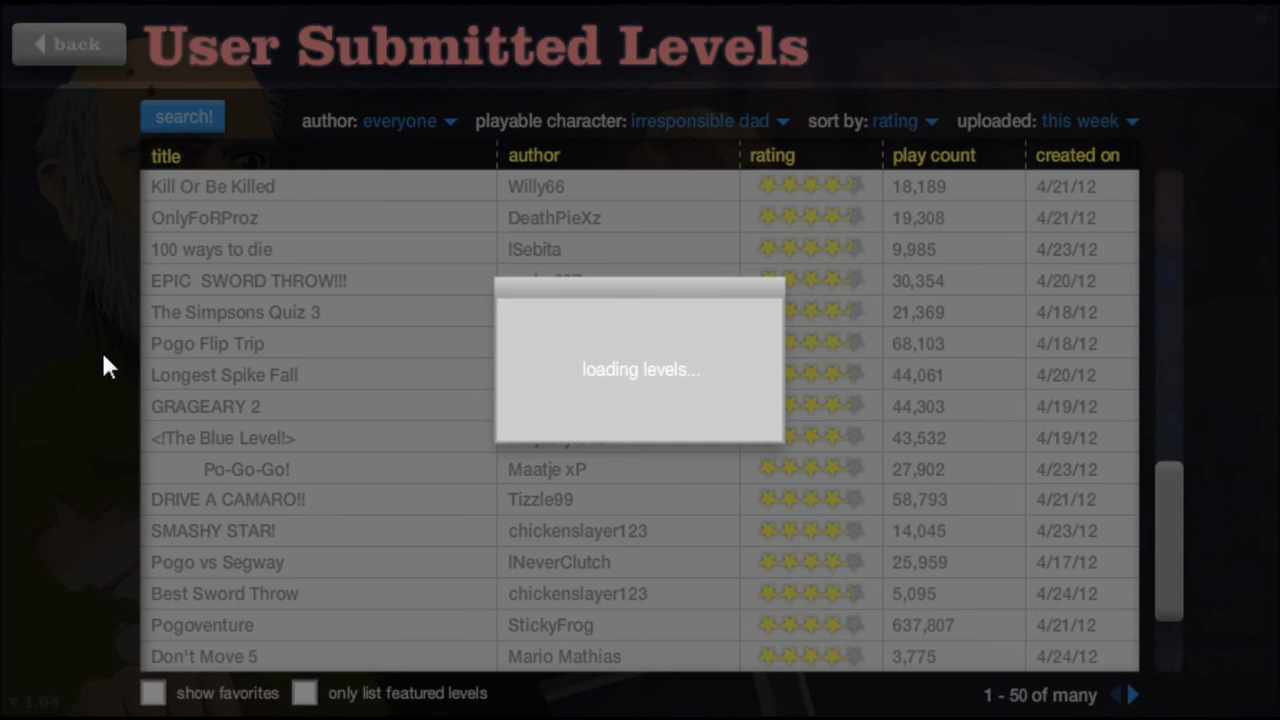 back
User Submitted Levels
search! author: everyone playable character: irresponsible dad sort by: rating uploaded: this week
title author rating play count created on
Kill Or Be Killed Willy66 18,189 4/21/12
OnlyFoRProz DeathPieXz 19,308 4/21/12
100 ways to die lSebita 9,985 4/23/12
EPIC SWORD THROW!!! 30,354 4/20/12
The Simpsons Quiz 3 21,369 4/18/12
Pogo Flip Trip 68,103 4/18/12
loading levels...
Longest Spike Fall 44,061 4/20/12
GRAGEARY 2 44,303 4/19/12
<!The Blue Level!> 43,532 4/19/12
Po-Go-Go! Maatje xP 27,902 4/23/12
DRIVE A CAMARO!! Tizzle99 58,793 4/21/12
SMASHY STAR! chickenslayer123 14,045 4/23/12
Pogo vs Segway lNeverClutch 25,959 4/17/12
Best Sword Throw chickenslayer123 5,095 4/24/12
Pogoventure StickyFrog 637,807 4/21/12
Don't Move 5 Mario Mathias 3,775 4/24/12
show favorites only list featured levels 1 - 50 of many
v 1.64